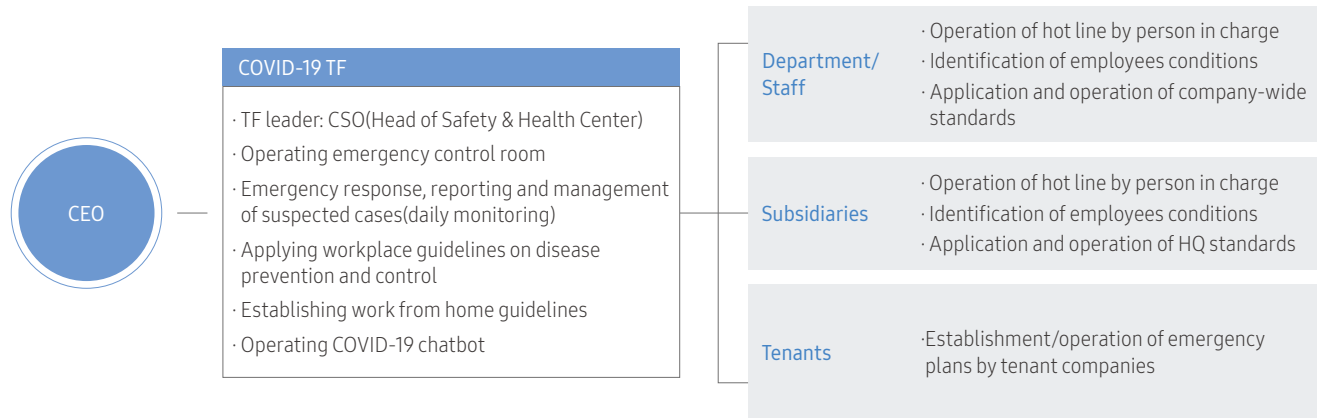 CEO
COVID-19 TF
· TF leader: CSO(Head of Safety & Health Center)
· Operating emergency control room
· Emergency response, reporting and management
of suspected cases(daily monitoring)
· Applying workplace guidelines on disease
prevention and control
· Establishing work from home guidelines
· Operating COVID-19 chatbot
Department/
Staff
· Operation of hot line by person in charge
· Identification of employees conditions
· Application and operation of company-wide
standards
Subsidiaries
· Operation of hot line by person in charge
· Identification of employees conditions
· Application and operation of HQ standards
Tenants
·Establishment/operation of emergency
plans by tenant companies